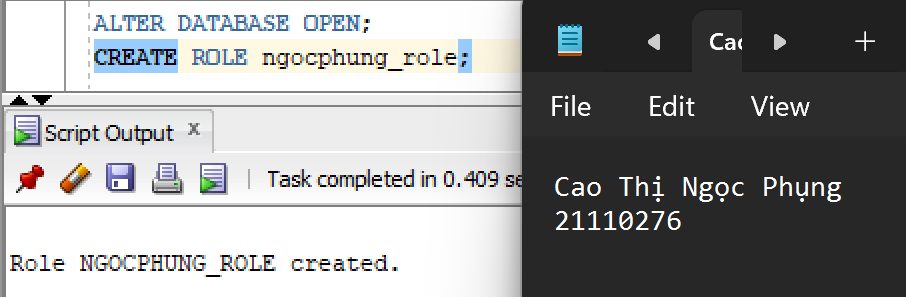 ALTER DATABASE OPEN;
CREATE ROLE ngocphung_role;
Script Output x
Task completed in 0.409 se
Role NGOCPHUNG_ROLE created.
Cao
File Edit View
Cao Thị Ngọc Phụng
21110276